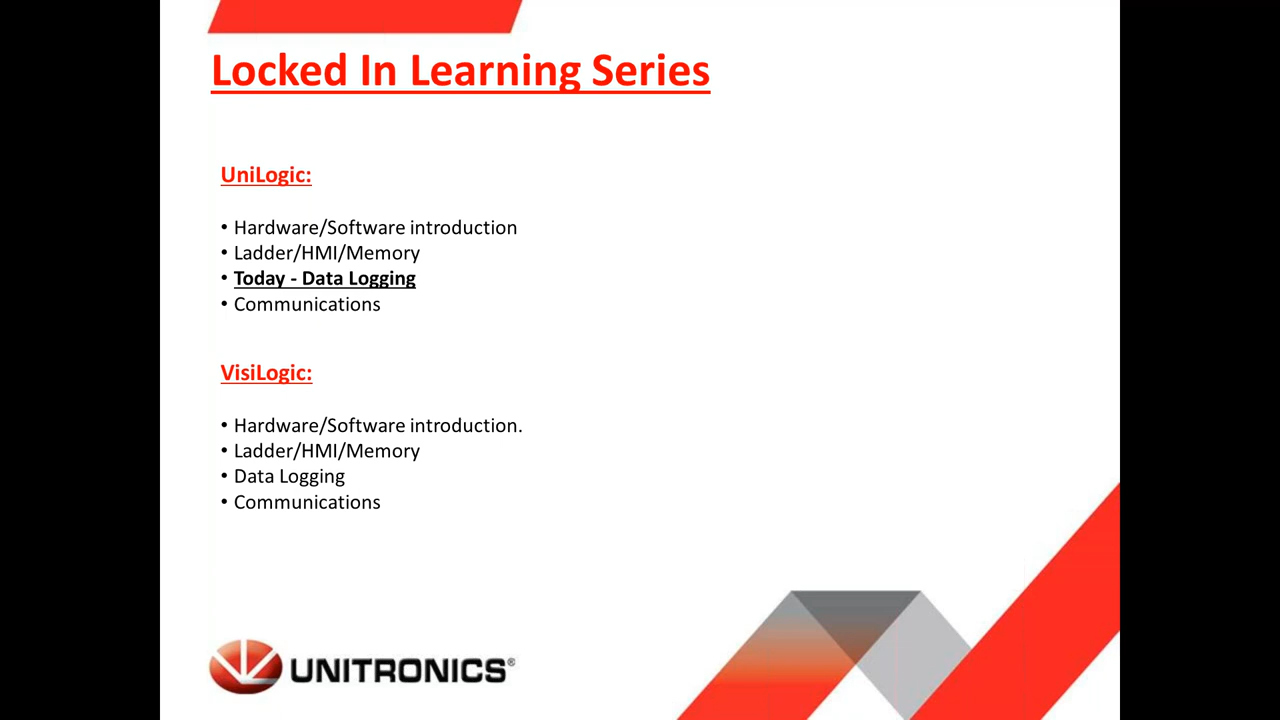 Locked In Learning Series
UniLogic:
• Hardware/Software introduction
• Ladder/HMI/Memory
• Today - Data Logging
• Communications
VisiLogic:
• Hardware/Software introduction.
• Ladder/HMI/Memory
• Data Logging
• Communications
UNITRONICS®